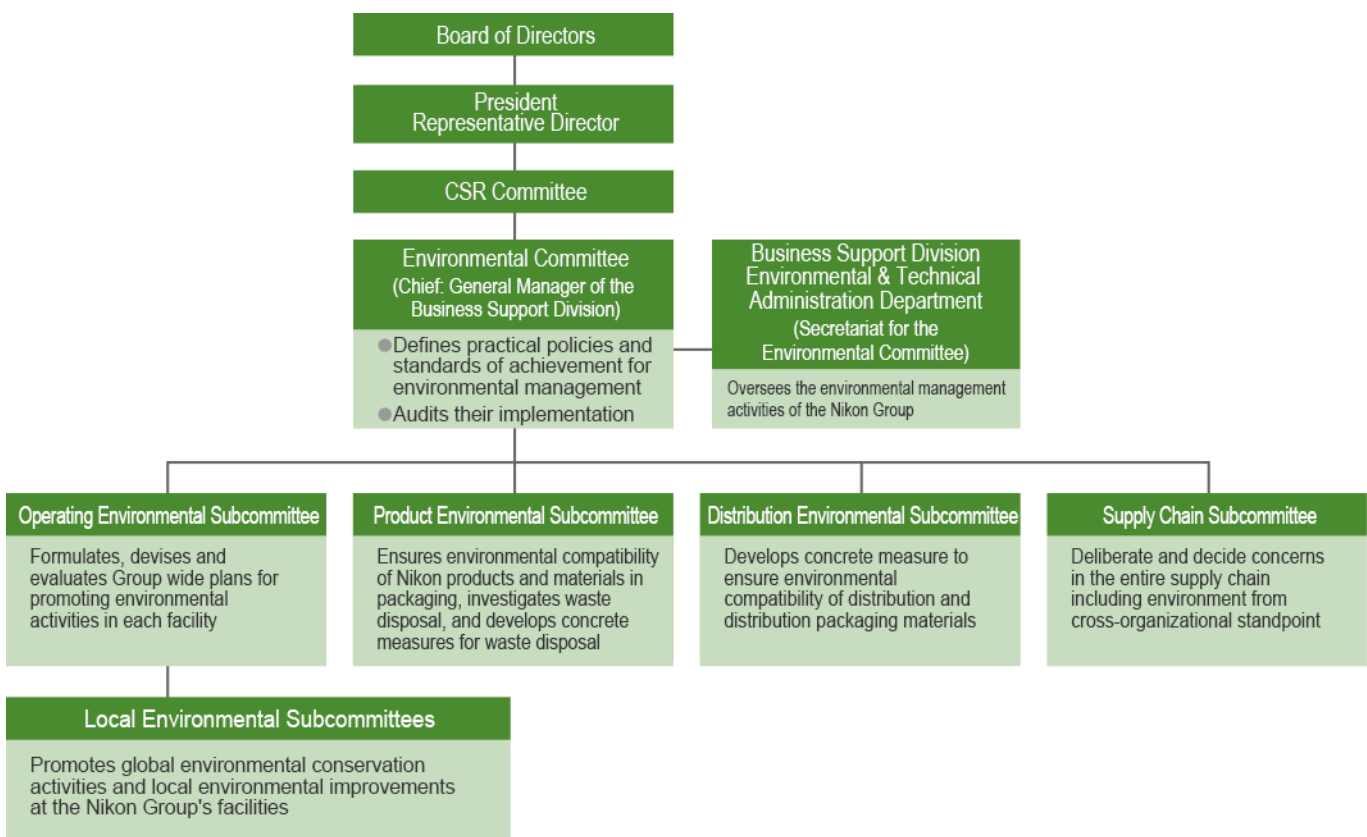 Board of Directors
President
Representative Director
CSR Committee
Environmental Committee
(Chief: General Manager of the
Business Support Division)
●Defines practical policies and
standards of achievement for
environmental management
●Audits their implementation
Business Support Division
Environmental & Technical
Administration Department
(Secretariat for the
Environmental Committee)
Oversees the environmental management
activities of the Nikon Group
Operating Environmental Subcommittee
Formulates, devises and
evaluates Group wide plans for
promoting environmental
activities in each facility
Product Environmental Subcommittee
Ensures environmental compatibility
of Nikon products and materials in
packaging, investigates waste
disposal, and develops concrete
measures for waste disposal
Distribution Environmental Subcommittee
Develops concrete measure to
ensure environmental
compatibility of distribution and
distribution packaging materials
Supply Chain Subcommittee
Deliberate and decide concerns
in the entire supply chain
including environment from
cross-organizational standpoint
Local Environmental Subcommittees
Promotes global environmental conservation
activities and local environmental improvements
at the Nikon Group's facilities